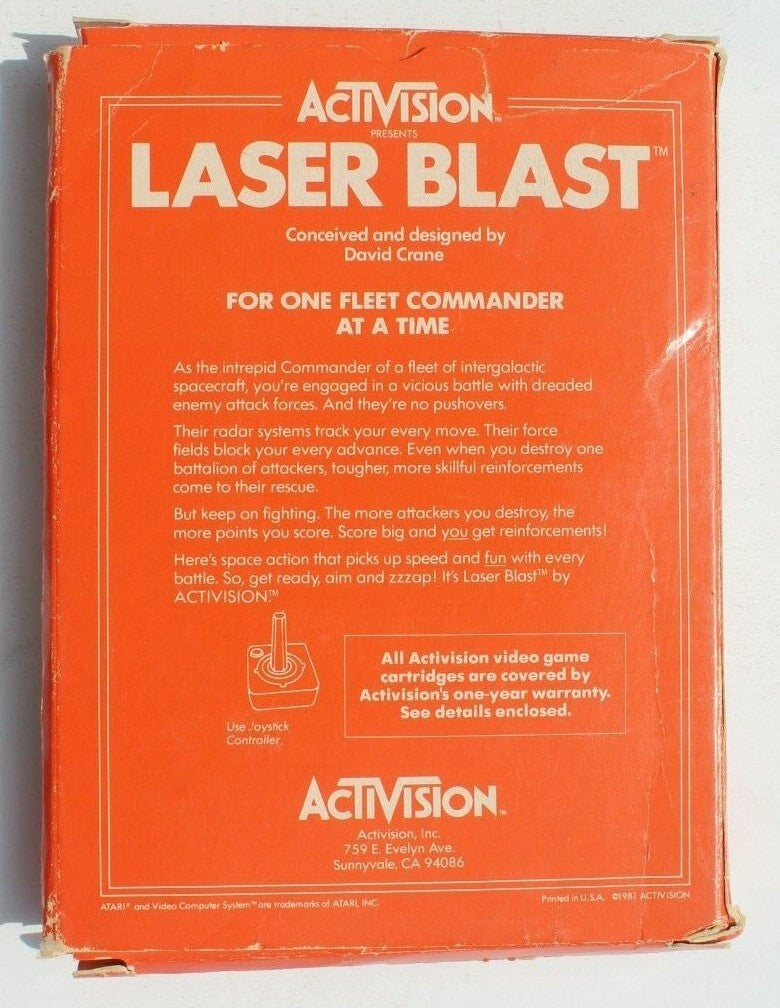 ACTIVISION™
PRESENTS
LASER BLAST™
Conceived and designed by
David Crane
FOR ONE FLEET COMMANDER
AT A TIME
As the intrepid Commander of a fleet of intergalactic
spacecraft, you're engaged in a vicious battle with dreaded
enemy attack forces. And they're no pushovers.
Their radar systems track your every move. Their force
fields block your every advance. Even when you destroy one
battalion of attackers, tougher, more skillful reinforcements
come to their rescue.
But keep on fighting. The more attackers you destroy, the
more points you score. Score big and you get reinforcements!
Here's space action that picks up speed and fun with every
battle. So, get ready, aim and zzzap! It's Laser Blast™ by
ACTIVISION™
Use Joystick
Controller.
All Activision video game
cartridges are covered by
Activision's one-year warranty.
See details enclosed.
ACTIVISION™
Activision, Inc.
759 E. Evelyn Ave.
Sunnyvale, CA 94086
ATARI® and Video Computer System™ are trademarks of ATARI, INC.
Printed in U.S.A. ©1981 ACTIVISION